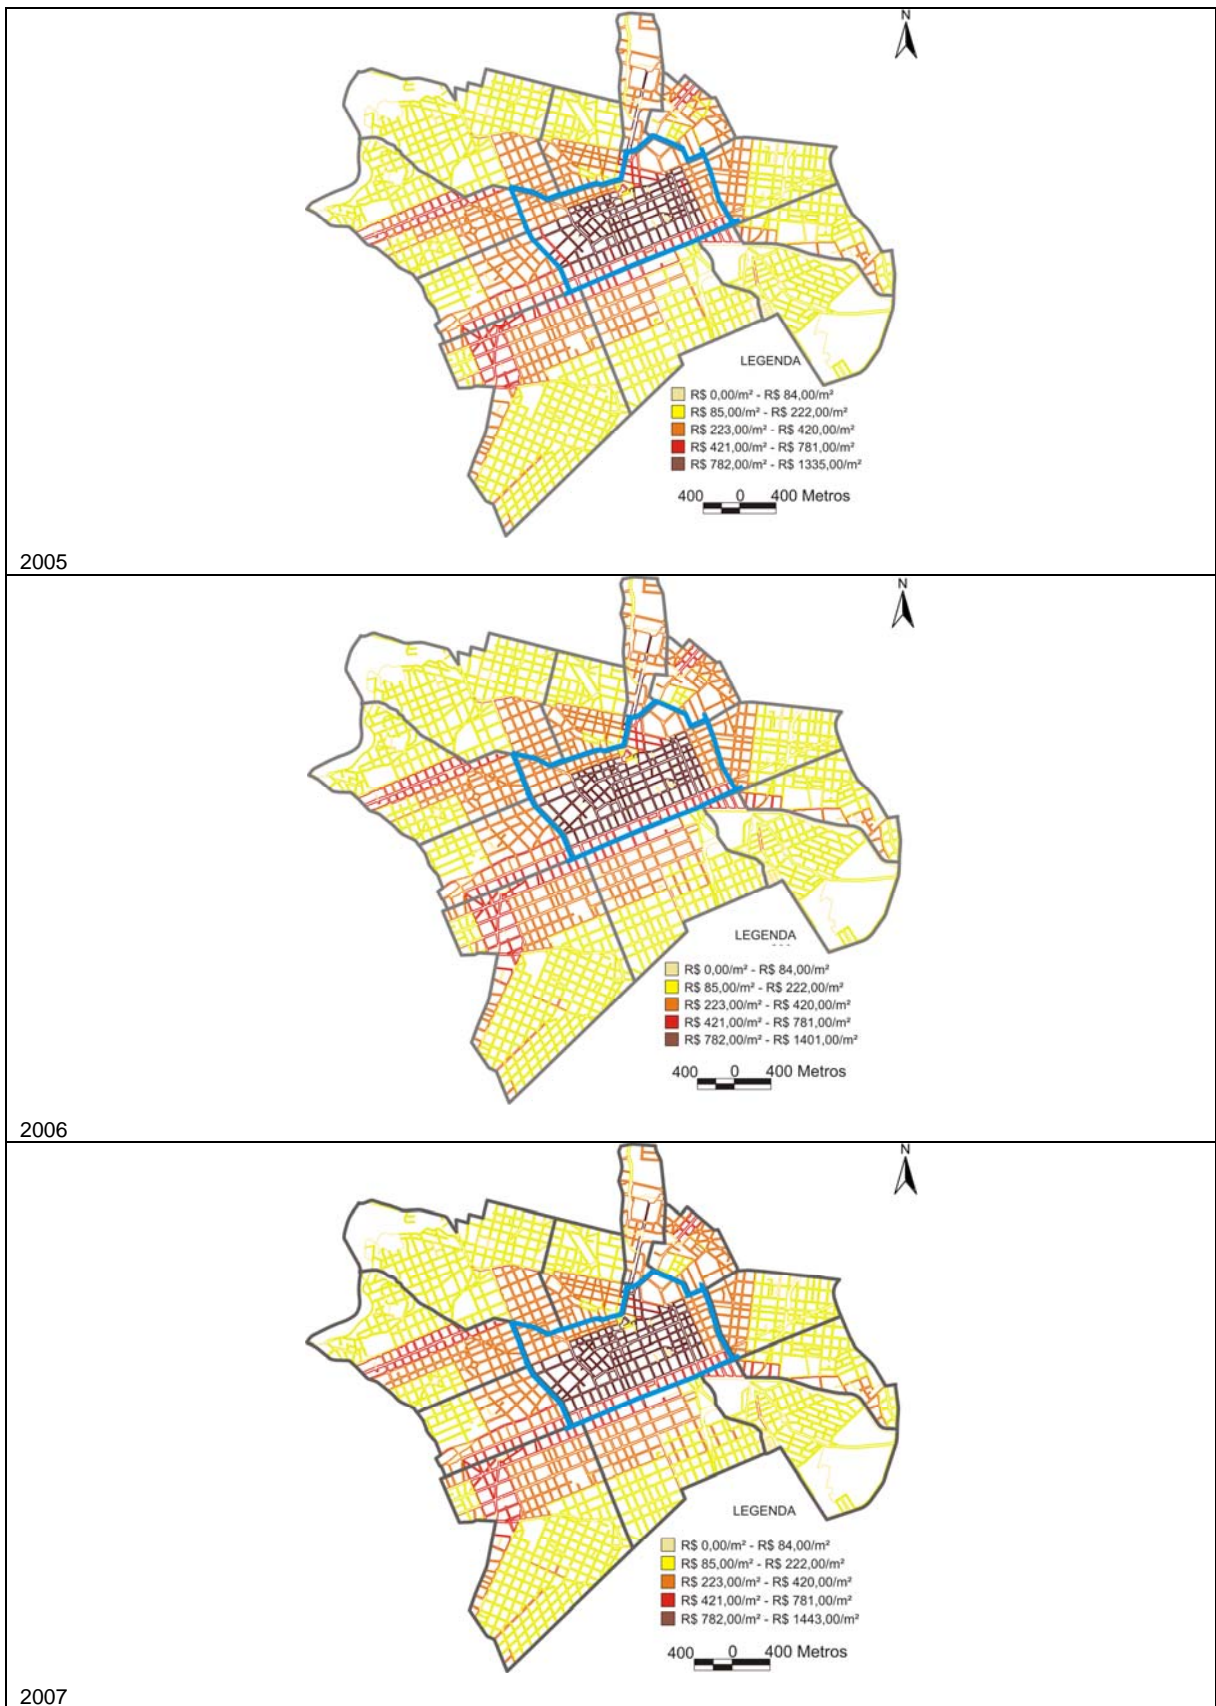 N
LEGENDA
R$ 0,00/m² - R$ 84,00/m²
R$ 85,00/m² - R$ 222,00/m²
R$ 223,00/m² - R$ 420,00/m²
R$ 421,00/m² - R$ 781,00/m²
R$ 782,00/m² - R$ 1335,00/m²
400 0 400 Metros
2005
N
LEGENDA
R$ 0,00/m² - R$ 84,00/m²
R$ 85,00/m² - R$ 222,00/m²
R$ 223,00/m² - R$ 420,00/m²
R$ 421,00/m² - R$ 781,00/m²
R$ 782,00/m² - R$ 1401,00/m²
400 0 400 Metros
2006
N
LEGENDA
R$ 0,00/m² - R$ 84,00/m²
R$ 85,00/m² - R$ 222,00/m²
R$ 223,00/m² - R$ 420,00/m²
R$ 421,00/m² - R$ 781,00/m²
R$ 782,00/m² - R$ 1443,00/m²
400 0 400 Metros
2007